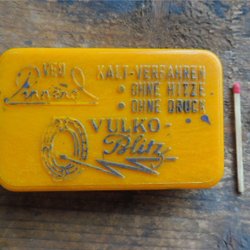 VEB
KALT-VERFAHREN
• OHNE HITZE
• OHNE DRUCK
VULKO-
Blitz